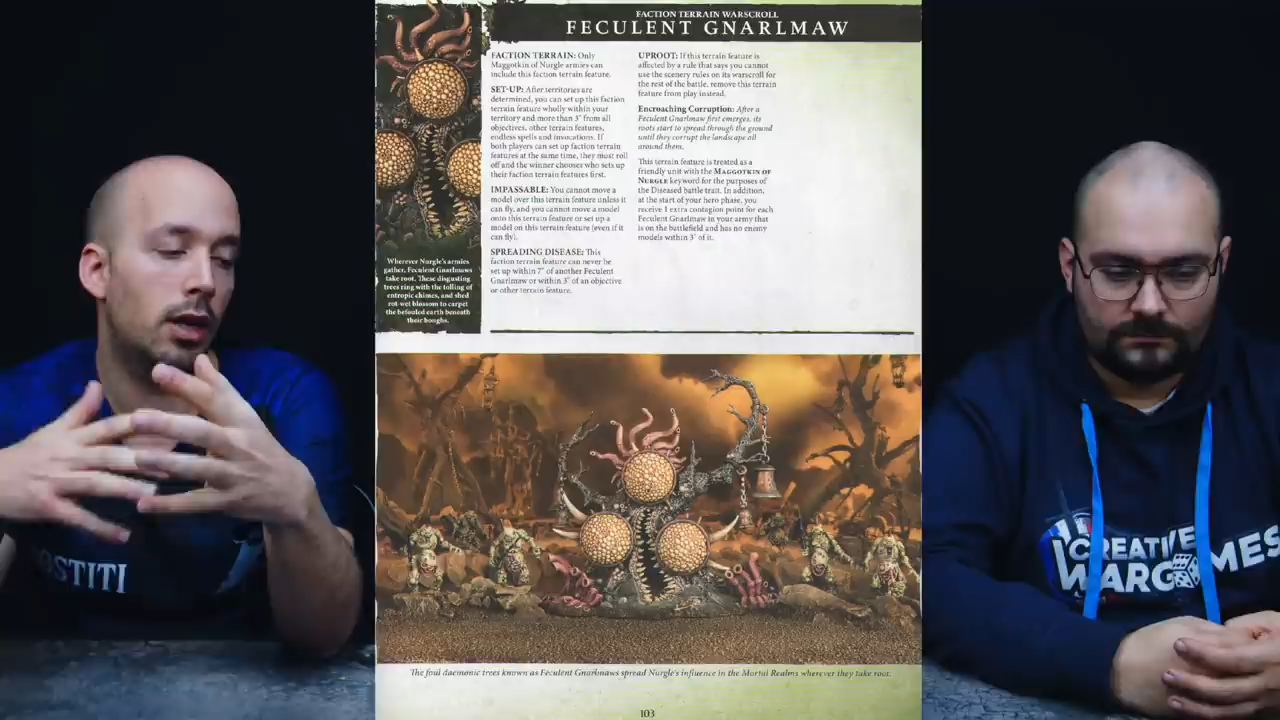 FACTION TERRAIN WARSCROLL
FECULENT GNARLMAW
FACTION TERRAIN: Only
Maggotkin of Nurgle armies can
include this faction terrain feature.
SET-UP: After territories are
determined, you can set up this faction
terrain feature wholly within your
territory and more than 3" from all
objectives, other terrain features,
endless spells and invocations. If
both players can set up faction terrain
features at the same time, they must roll
off and the winner chooses who sets up
their faction terrain features first.
IMPASSABLE: You cannot move a
model over this terrain feature unless it
can fly, and you cannot move a model
onto this terrain feature or set up a
model on this terrain feature (even if it
can fly).
SPREADING DISEASE: This
faction terrain feature can never be
set up within 7" of another Feculent
Gnarlmaw or within 3" of an objective
or other terrain feature.
UPROOT: If this terrain feature is
affected by a rule that says you cannot
use the scenery rules on its warscroll for
the rest of the battle, remove this terrain
feature from play instead.
Encroaching Corruption: After a
Feculent Gnarlmaw first emerges, its
roots start to spread through the ground
until they corrupt the landscape all
around them.
This terrain feature is treated as a
friendly unit with the MAGGOTKIN OF
NURGLE keyword for the purposes of
the Diseased battle trait. In addition,
at the start of your hero phase, you
receive 1 extra contagion point for each
Feculent Gnarlmaw in your army that
is on the battlefield and has no enemy
models within 3" of it.
Wherever Nurgle's armies
gather, Feculent Gnarlmaws
take root. These disgusting
trees ring with the tolling of
entropic chimes, and shed
rot-wet blossom to carpet
the befouled earth beneath
their boughs.
The foul daemonic trees known as Feculent Gnarlmaws spread Nurgle's influence in the Mortal Realms wherever they take root.
103
OSTITI
CREATIVE
WARGAMES